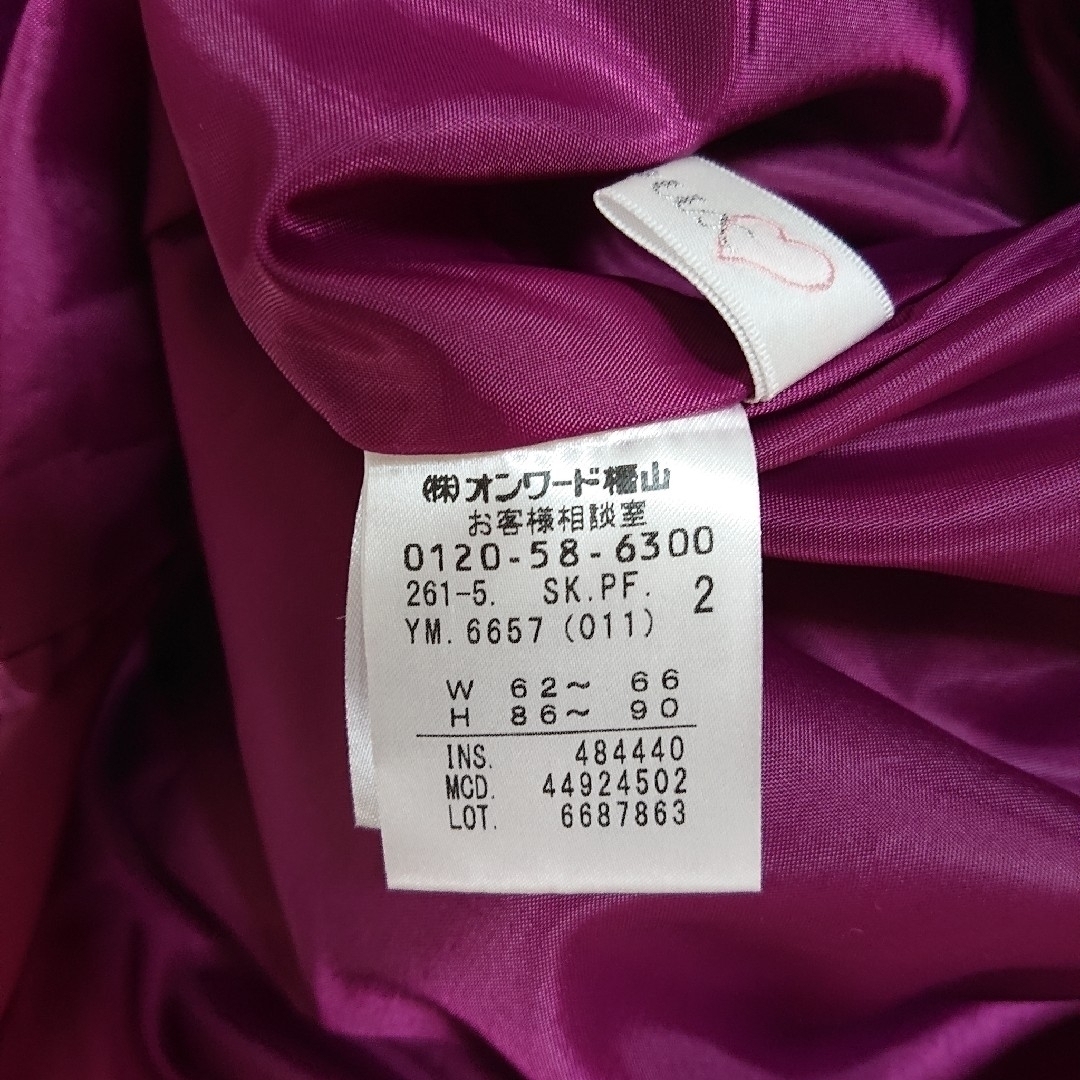 (株)オンワード樫山
お客様相談室
0120-58-6300
261-5. SK.PF. 2
YM.6657(011)
W 62~ 66
H 86~ 90
INS. 484440
MCD. 44924502
LOT. 6687863